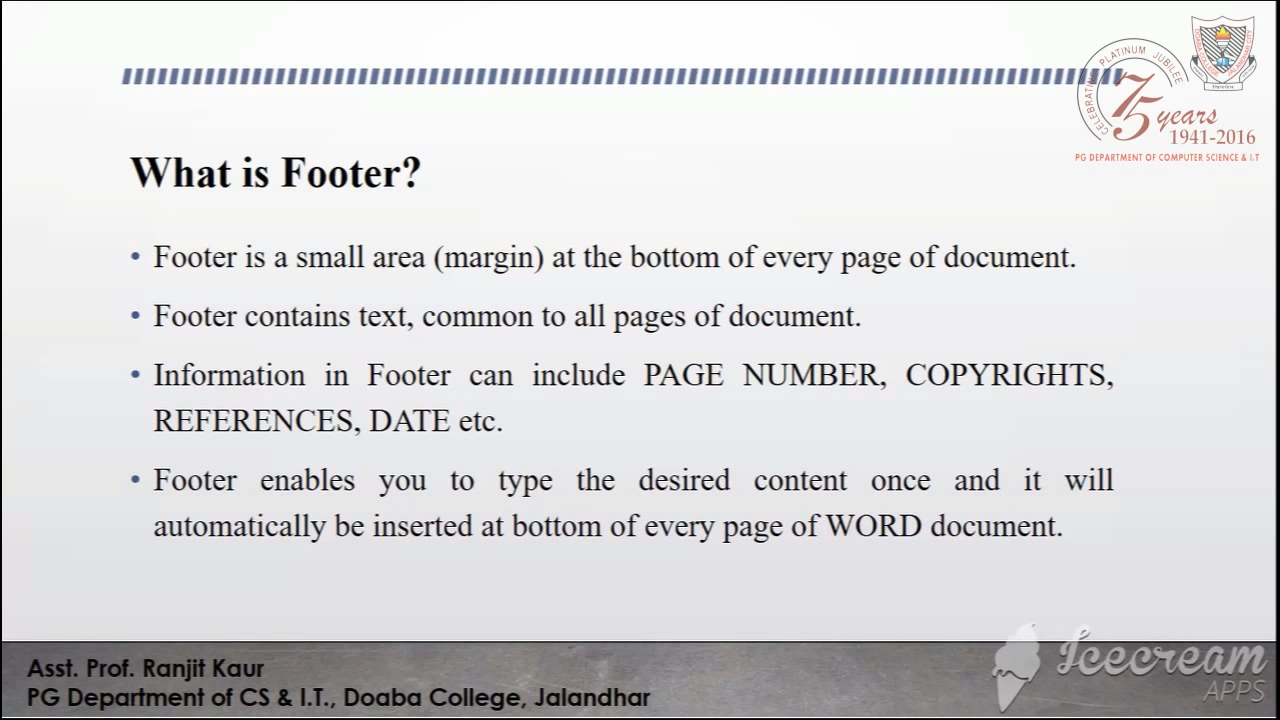 CELEBRATING PLATINUM JUBILEE
75 years
1941-2016
PG DEPARTMENT OF COMPUTER SCIENCE & I.T
What is Footer?
• Footer is a small area (margin) at the bottom of every page of document.
• Footer contains text, common to all pages of document.
• Information in Footer can include PAGE NUMBER, COPYRIGHTS,
REFERENCES, DATE etc.
• Footer enables you to type the desired content once and it will
automatically be inserted at bottom of every page of WORD document.
Asst. Prof. Ranjit Kaur
PG Department of CS & I.T., Doaba College, Jalandhar
Icecream
APPS